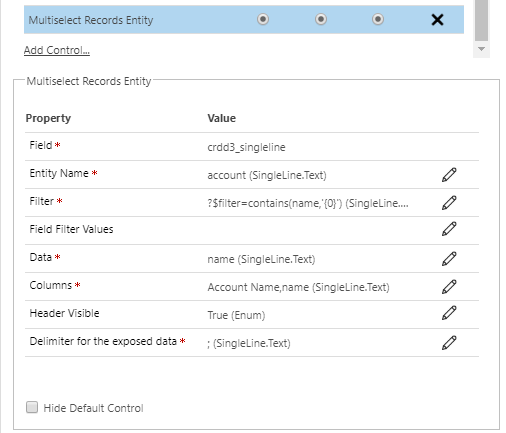 Multiselect Records Entity
Add Control...
Multiselect Records Entity
Property Value
Field * crdd3_singleline
Entity Name * account (SingleLine.Text)
Filter * ?$filter=contains(name,'{0}') (SingleLine....
Field Filter Values
Data * name (SingleLine.Text)
Columns * Account Name,name (SingleLine.Text)
Header Visible True (Enum)
Delimiter for the exposed data * ; (SingleLine.Text)
Hide Default Control